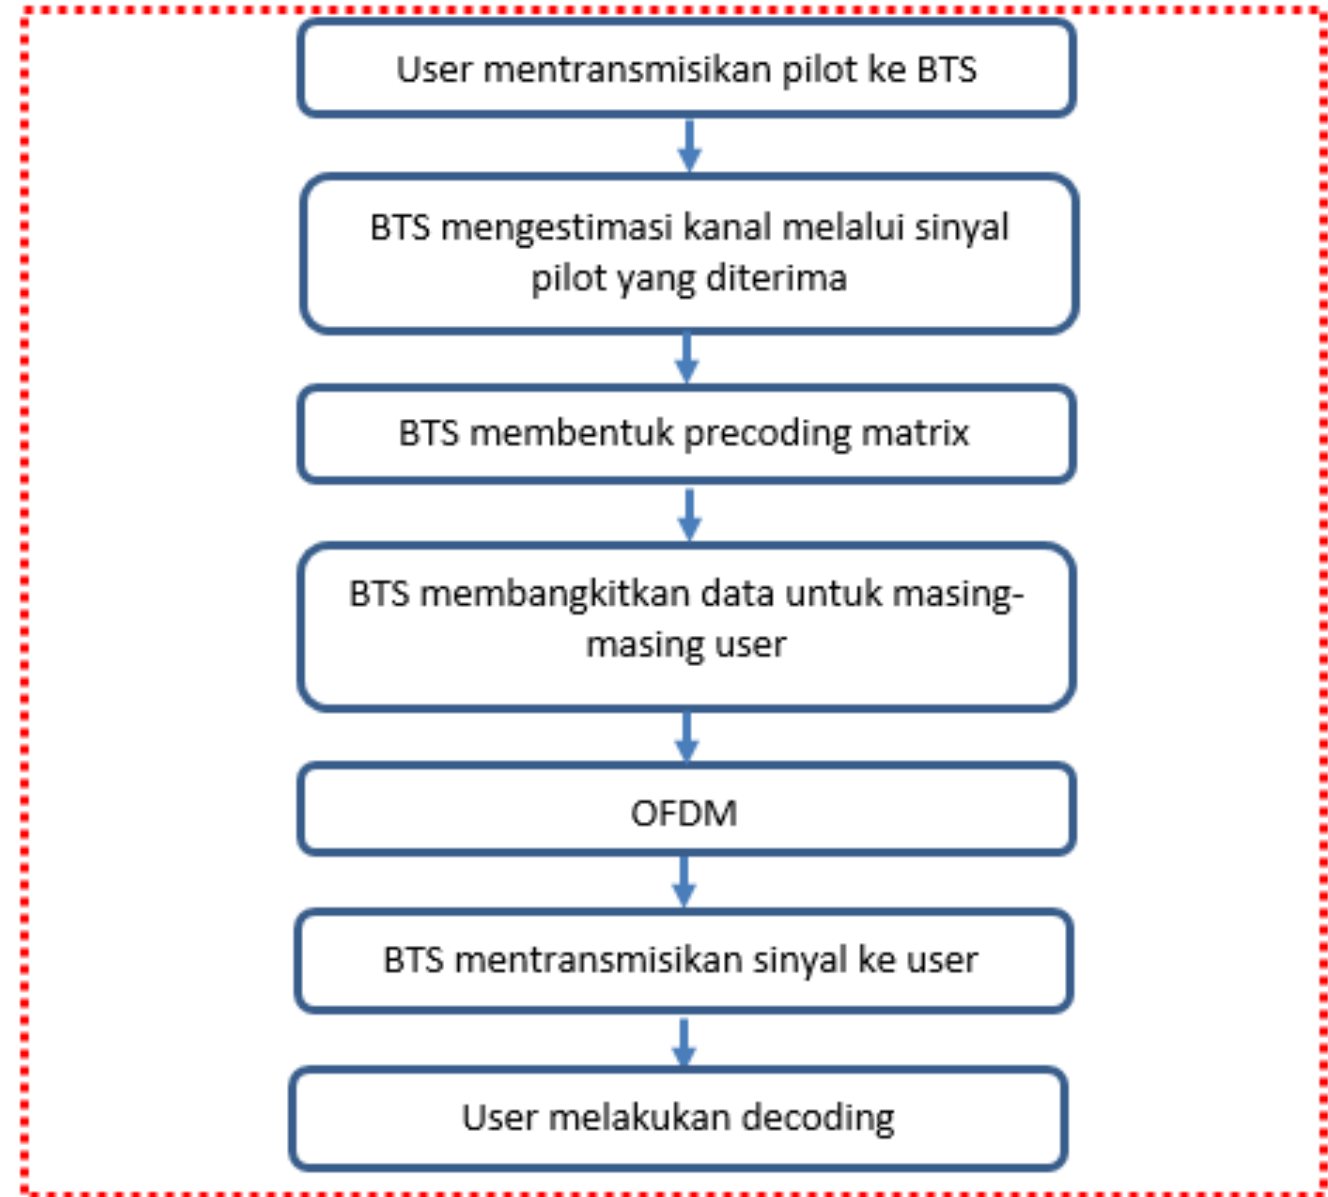 User mentransmisikan pilot ke BTS
BTS mengestimasi kanal melalui sinyal
pilot yang diterima
BTS membentuk precoding matrix
BTS membangkitkan data untuk masing-
masing user
OFDM
BTS mentransmisikan sinyal ke user
User melakukan decoding